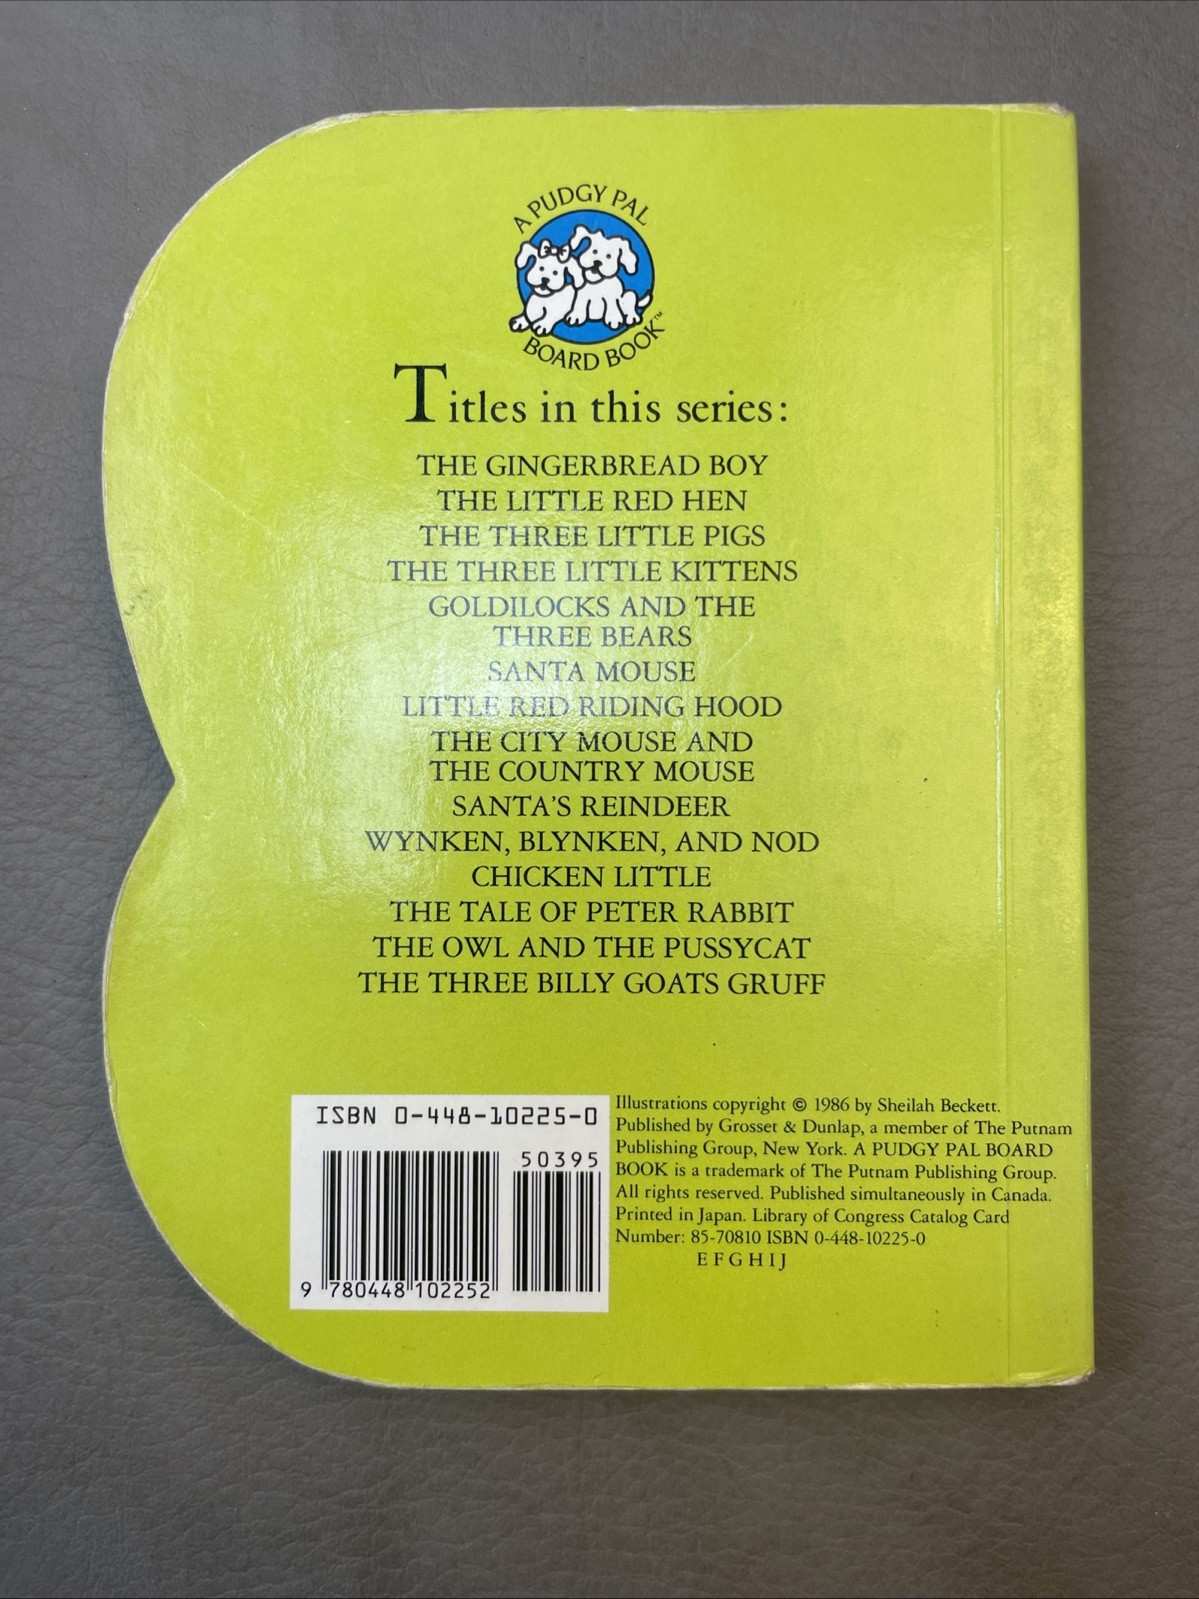 A PUDGY PAL
BOARD BOOK™
Titles in this series:
THE GINGERBREAD BOY
THE LITTLE RED HEN
THE THREE LITTLE PIGS
THE THREE LITTLE KITTENS
GOLDILOCKS AND THE
THREE BEARS
SANTA MOUSE
LITTLE RED RIDING HOOD
THE CITY MOUSE AND
THE COUNTRY MOUSE
SANTA'S REINDEER
WYNKEN, BLYNKEN, AND NOD
CHICKEN LITTLE
THE TALE OF PETER RABBIT
THE OWL AND THE PUSSYCAT
THE THREE BILLY GOATS GRUFF
ISBN 0-448-10225-0
50395
9 780448 102252
Illustrations copyright © 1986 by Sheilah Beckett.
Published by Grosset & Dunlap, a member of The Putnam
Publishing Group, New York. A PUDGY PAL BOARD
BOOK is a trademark of The Putnam Publishing Group.
All rights reserved. Published simultaneously in Canada.
Printed in Japan. Library of Congress Catalog Card
Number: 85-70810 ISBN 0-448-10225-0
E F G H I J